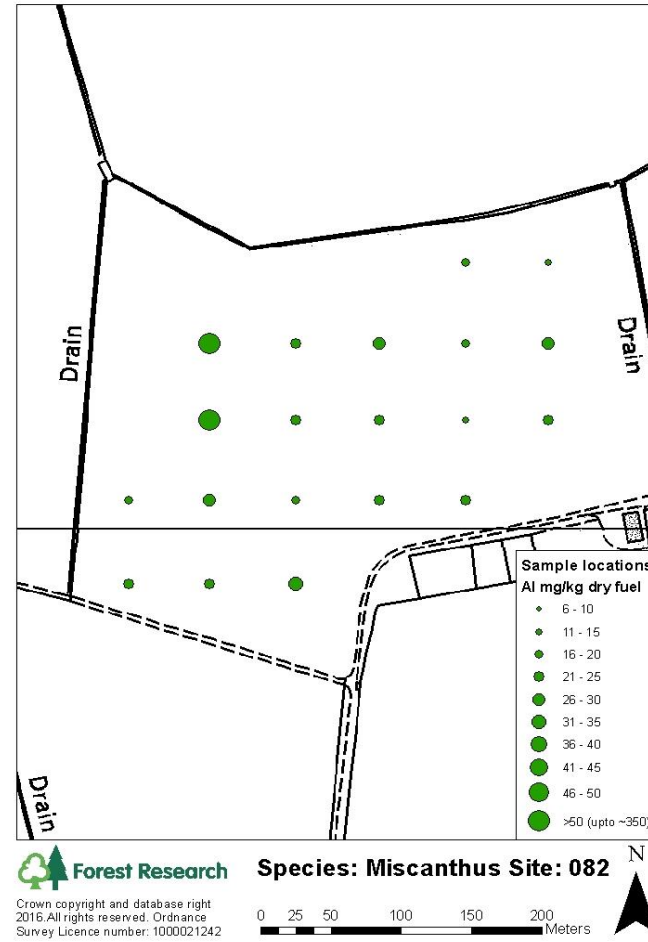 Drain
Drain
Sample locations
Al mg/kg dry fuel
6 - 10
11 - 15
16 - 20
21 - 25
26 - 30
31 - 35
36 - 40
41 - 45
46 - 50
>50 (upto ~350)
Drain
Forest Research
Species: Miscanthus Site: 082
N
Crown copyright and database right
2016.All rights reserved. Ordnance
Survey Licence number: 1000021242
0 25 50 100 150 200
Meters